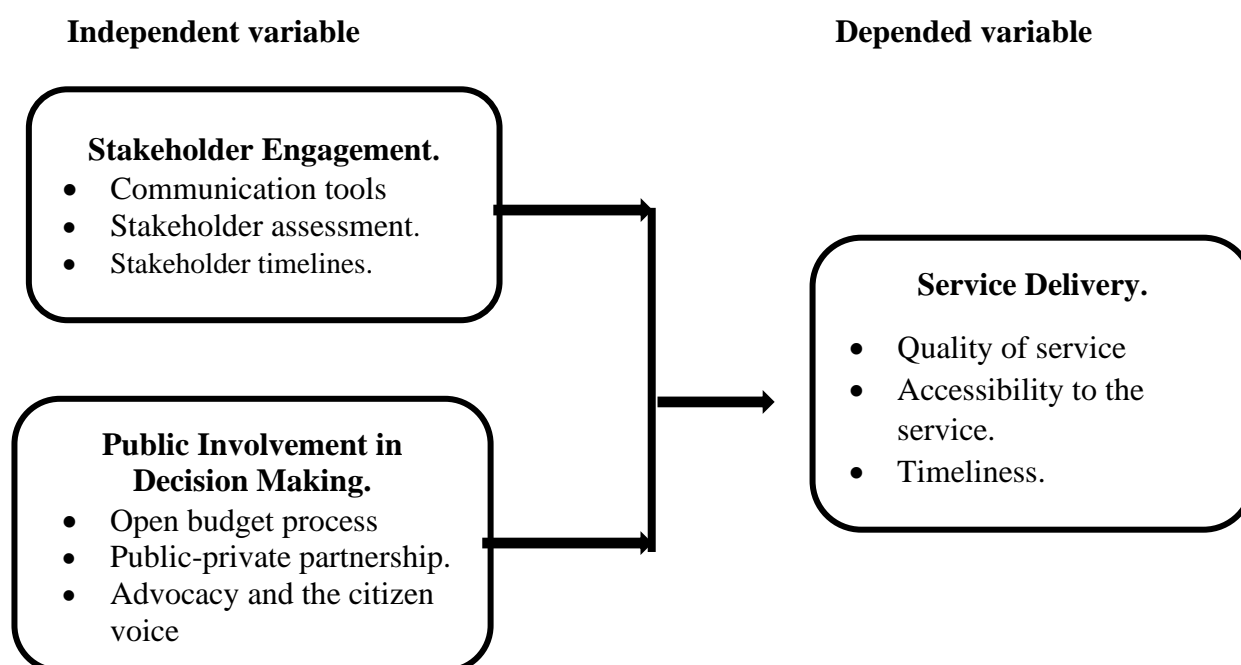 Independent variable
Depended variable
Stakeholder Engagement.
• Communication tools
• Stakeholder assessment.
• Stakeholder timelines.
Public Involvement in
Decision Making.
• Open budget process
• Public-private partnership.
• Advocacy and the citizen
voice
Service Delivery.
• Quality of service
• Accessibility to the
service.
• Timeliness.